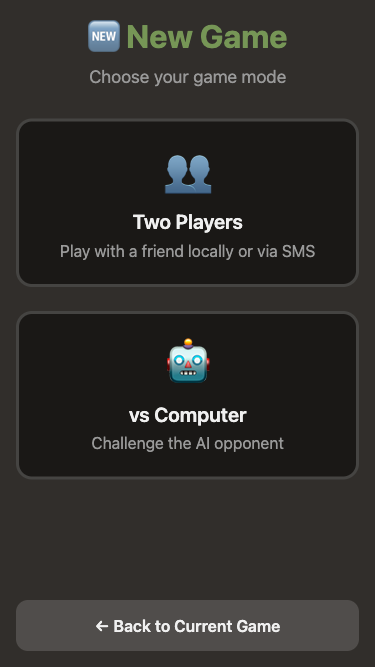 🆕 New Game
Choose your game mode
Two Players
Play with a friend locally or via SMS
vs Computer
Challenge the AI opponent
← Back to Current Game